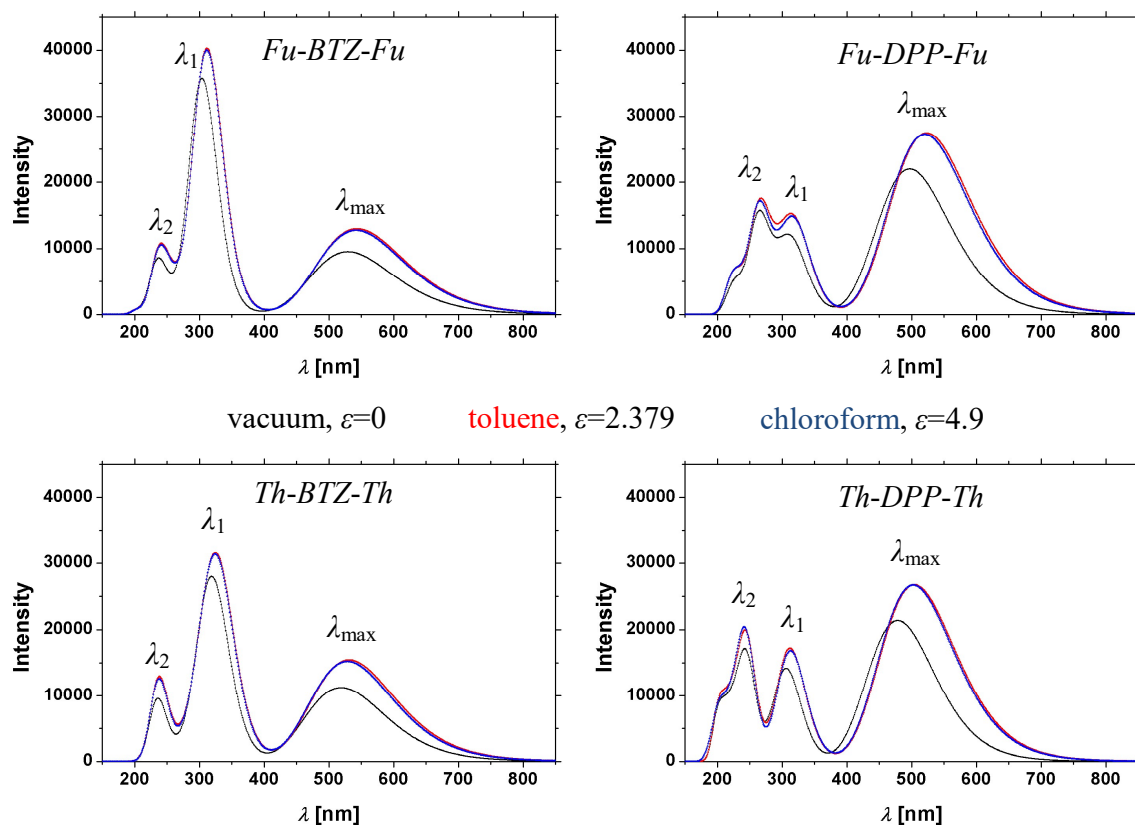 Fu-BTZ-Fu
λ1
λ2
λmax
Intensity
40000
30000
20000
10000
0
200 300 400 500 600 700 800
λ [nm]
Fu-DPP-Fu
λmax
λ2
λ1
Intensity
40000
30000
20000
10000
0
200 300 400 500 600 700 800
λ [nm]
vacuum, ε=0 toluene, ε=2.379 chloroform, ε=4.9
Th-BTZ-Th
λ1
λmax
λ2
Intensity
40000
30000
20000
10000
0
200 300 400 500 600 700 800
λ [nm]
Th-DPP-Th
λmax
λ2
λ1
Intensity
40000
30000
20000
10000
0
200 300 400 500 600 700 800
λ [nm]